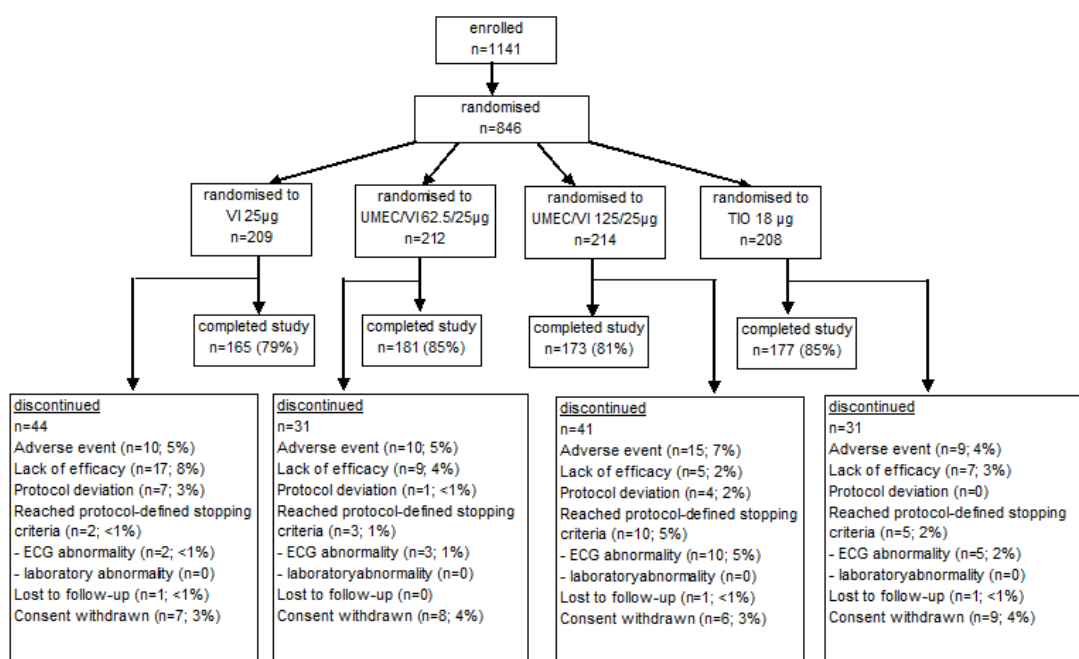 enrolled
n=1141
randomised
n=846
randomised to
VI 25µg
n=209
randomised to
UMEC/VI 62.5/25µg
n=212
randomised to
UMEC/VI 125/25µg
n=214
randomised to
TIO 18 µg
n=208
completed study
n=165 (79%)
completed study
n=181 (85%)
completed study
n=173 (81%)
completed study
n=177 (85%)
discontinued
n=44
Adverse event (n=10; 5%)
Lack of efficacy (n=17; 8%)
Protocol deviation (n=7; 3%)
Reached protocol-defined stopping
criteria (n=2; <1%)
- ECG abnormality (n=2; <1%)
- laboratory abnormality (n=0)
Lost to follow-up (n=1; <1%)
Consent withdrawn (n=7; 3%)
discontinued
n=31
Adverse event (n=10; 5%)
Lack of efficacy (n=9; 4%)
Protocol deviation (n=1; <1%)
Reached protocol-defined stopping
criteria (n=3; 1%)
- ECG abnormality (n=3; 1%)
- laboratoryabnormality (n=0)
Lost to follow-up (n=0)
Consent withdrawn (n=8; 4%)
discontinued
n=41
Adverse event (n=15; 7%)
Lack of efficacy (n=5; 2%)
Protocol deviation (n=4; 2%)
Reached protocol-defined stopping
criteria (n=10; 5%)
- ECG abnormality (n=10; 5%)
- laboratoryabnormality (n=0)
Lost to follow-up (n=1; <1%)
Consent withdrawn (n=6; 3%)
discontinued
n=31
Adverse event (n=9; 4%)
Lack of efficacy (n=7; 3%)
Protocol deviation (n=0)
Reached protocol-defined stopping
criteria (n=5; 2%)
- ECG abnormality (n=5; 2%)
- laboratoryabnormality (n=0)
Lost to follow-up (n=1; <1%)
Consent withdrawn (n=9; 4%)